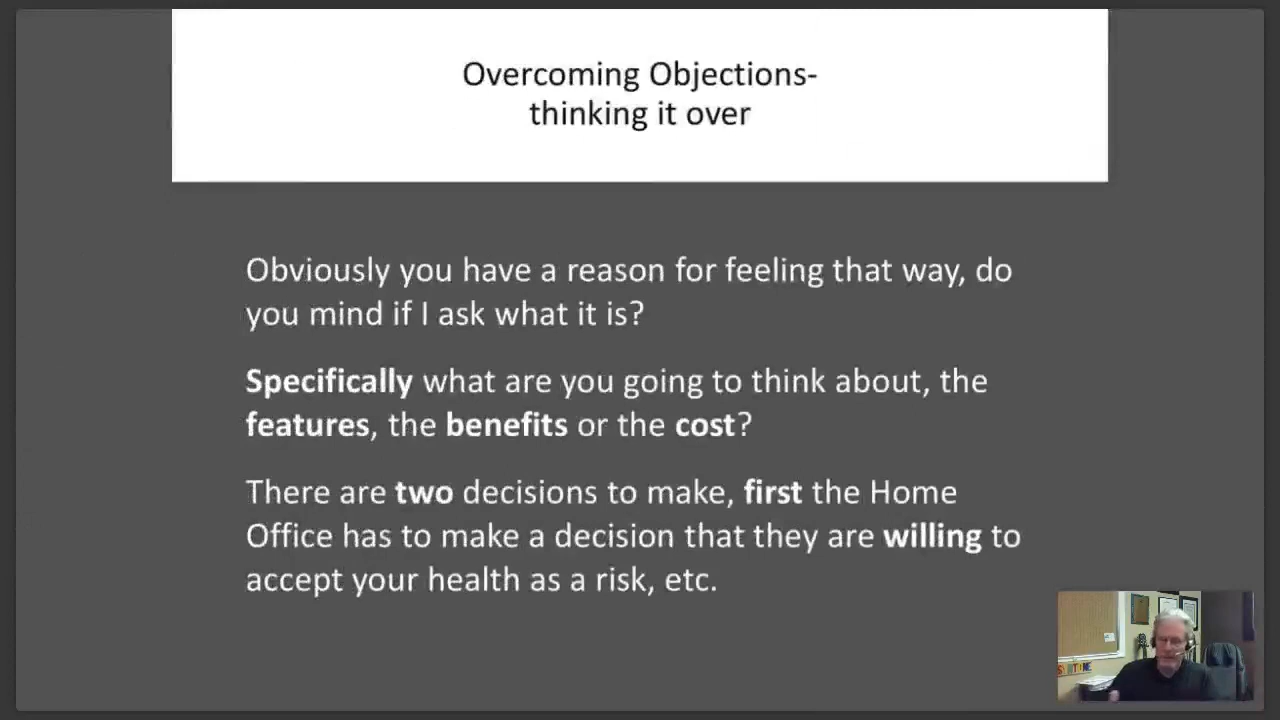 Overcoming Objections-
thinking it over
Obviously you have a reason for feeling that way, do
you mind if I ask what it is?
Specifically what are you going to think about, the
features, the benefits or the cost?
There are two decisions to make, first the Home
Office has to make a decision that they are willing to
accept your health as a risk, etc.